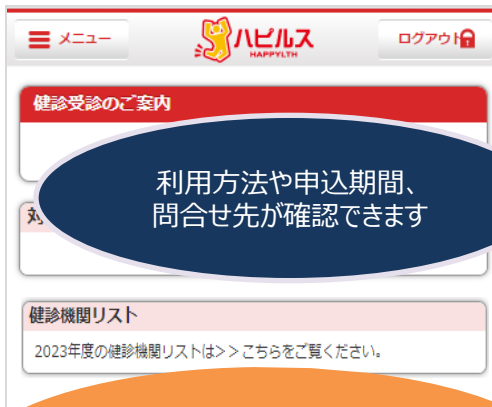 メニュー
ハピルス
HAPPYLTH
ログアウト
健診受診のご案内
利用方法や申込期間、
問合せ先が確認できます
対
健診機関リスト
2023年度の健診機関リストは>>こちらをご覧ください。